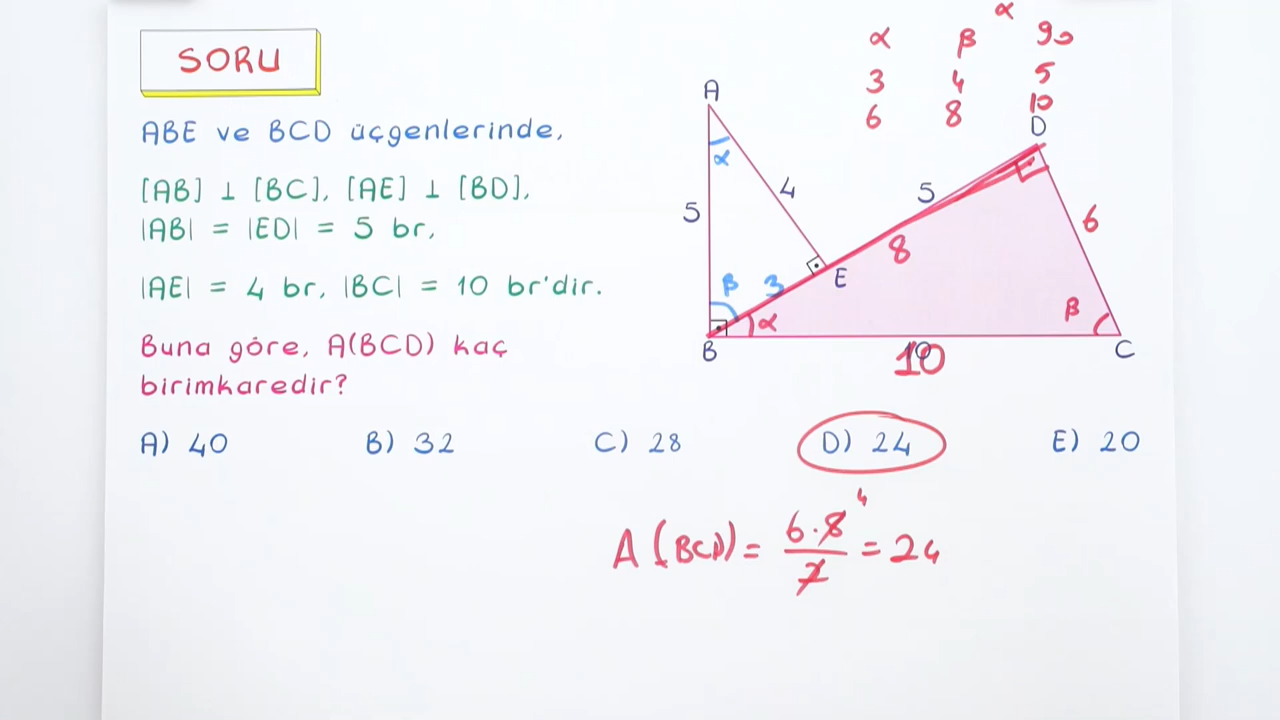 SORU
ABE ve BCD üçgenlerinde,
[AB] ⊥ [BC], [AE] ⊥ [BD],
|AB| = |ED| = 5 br,
|AE| = 4 br, |BC| = 10 br'dir.
Buna göre, A(BCD) kaç
birimkaredir?
α
α β 90
3 4 5
6 8 10
A D
α 4 5
5 8 6
β 3 E β
α
B 10 C
10
A) 40 B) 32 C) 28 D) 24 E) 20
4
A(BCD) = 6·8/2 = 24